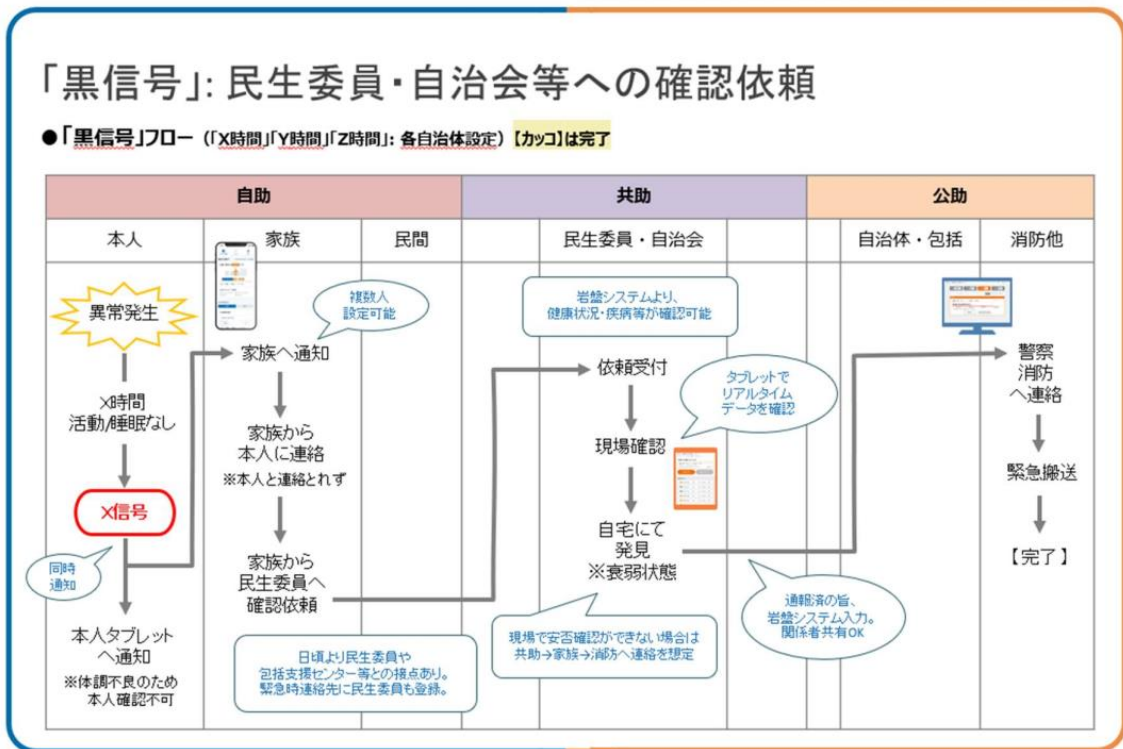 「黒信号」: 民生委員・自治会等への確認依頼
●「黒信号」フロー (「X時間」「Y時間」「Z時間」: 各自治体設定) 【カッコ】は完了
自助
共助
公助
本人
家族
民間
民生委員・自治会
自治体・包括
消防他
異常発生
X時間
活動/睡眠なし
X信号
同時
通知
本人タブレット
へ通知
※体調不良のため
本人確認不可
複数人
設定可能
家族へ通知
家族から
本人に連絡
※本人と連絡とれず
家族から
民生委員へ
確認依頼
日頃より民生委員や
包括支援センター等との接点あり。
緊急時連絡先に民生委員も登録。
岩盤システムより、
健康状況・疾病等が確認可能
依頼受付
タブレットで
リアルタイム
データを確認
現場確認
自宅にて
発見
※衰弱状態
現場で安否確認ができない場合は
共助→家族→消防へ連絡を想定
通報済の旨、
岩盤システム入力。
関係者共有OK
警察
消防
へ連絡
緊急搬送
【完了】